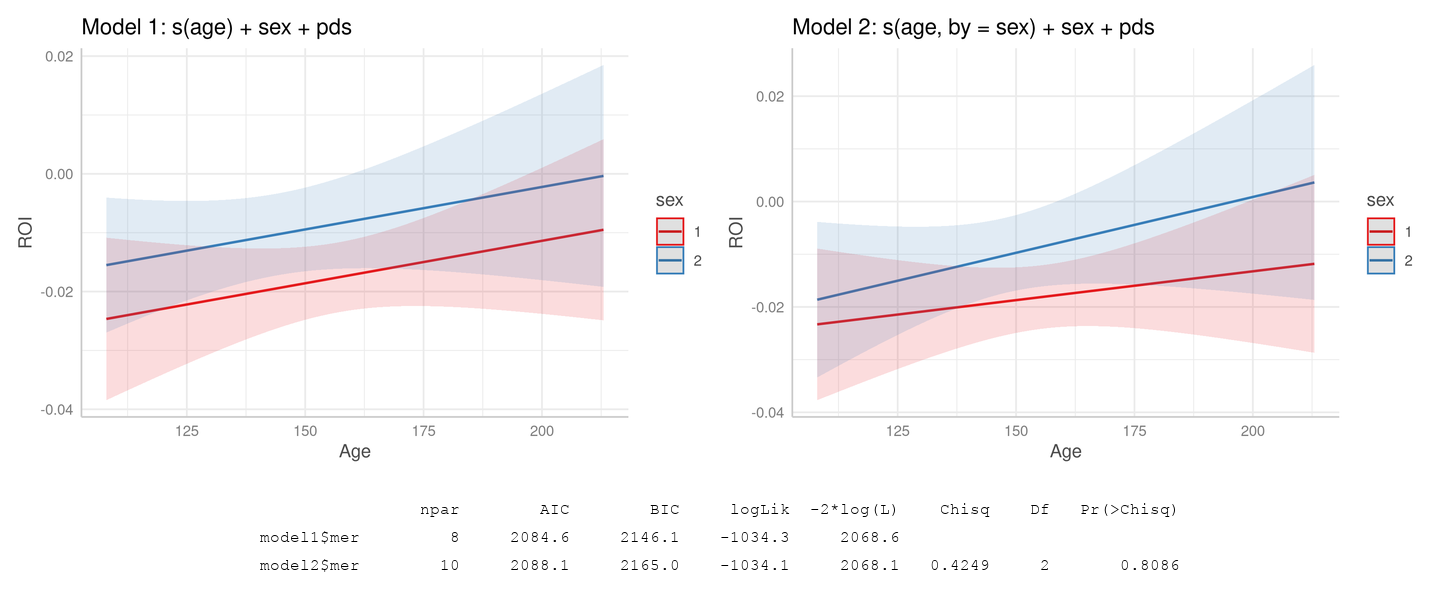 Model 1: s(age) + sex + pds
0.02
0.00
-0.02
-0.04
ROI
125 150 175 200
Age
sex
1
2
Model 2: s(age, by = sex) + sex + pds
0.02
0.00
-0.02
-0.04
ROI
125 150 175 200
Age
sex
1
2
npar AIC BIC logLik -2*log(L) Chisq Df Pr(>Chisq)
model1$mer 8 2084.6 2146.1 -1034.3 2068.6
model2$mer 10 2088.1 2165.0 -1034.1 2068.1 0.4249 2 0.8086